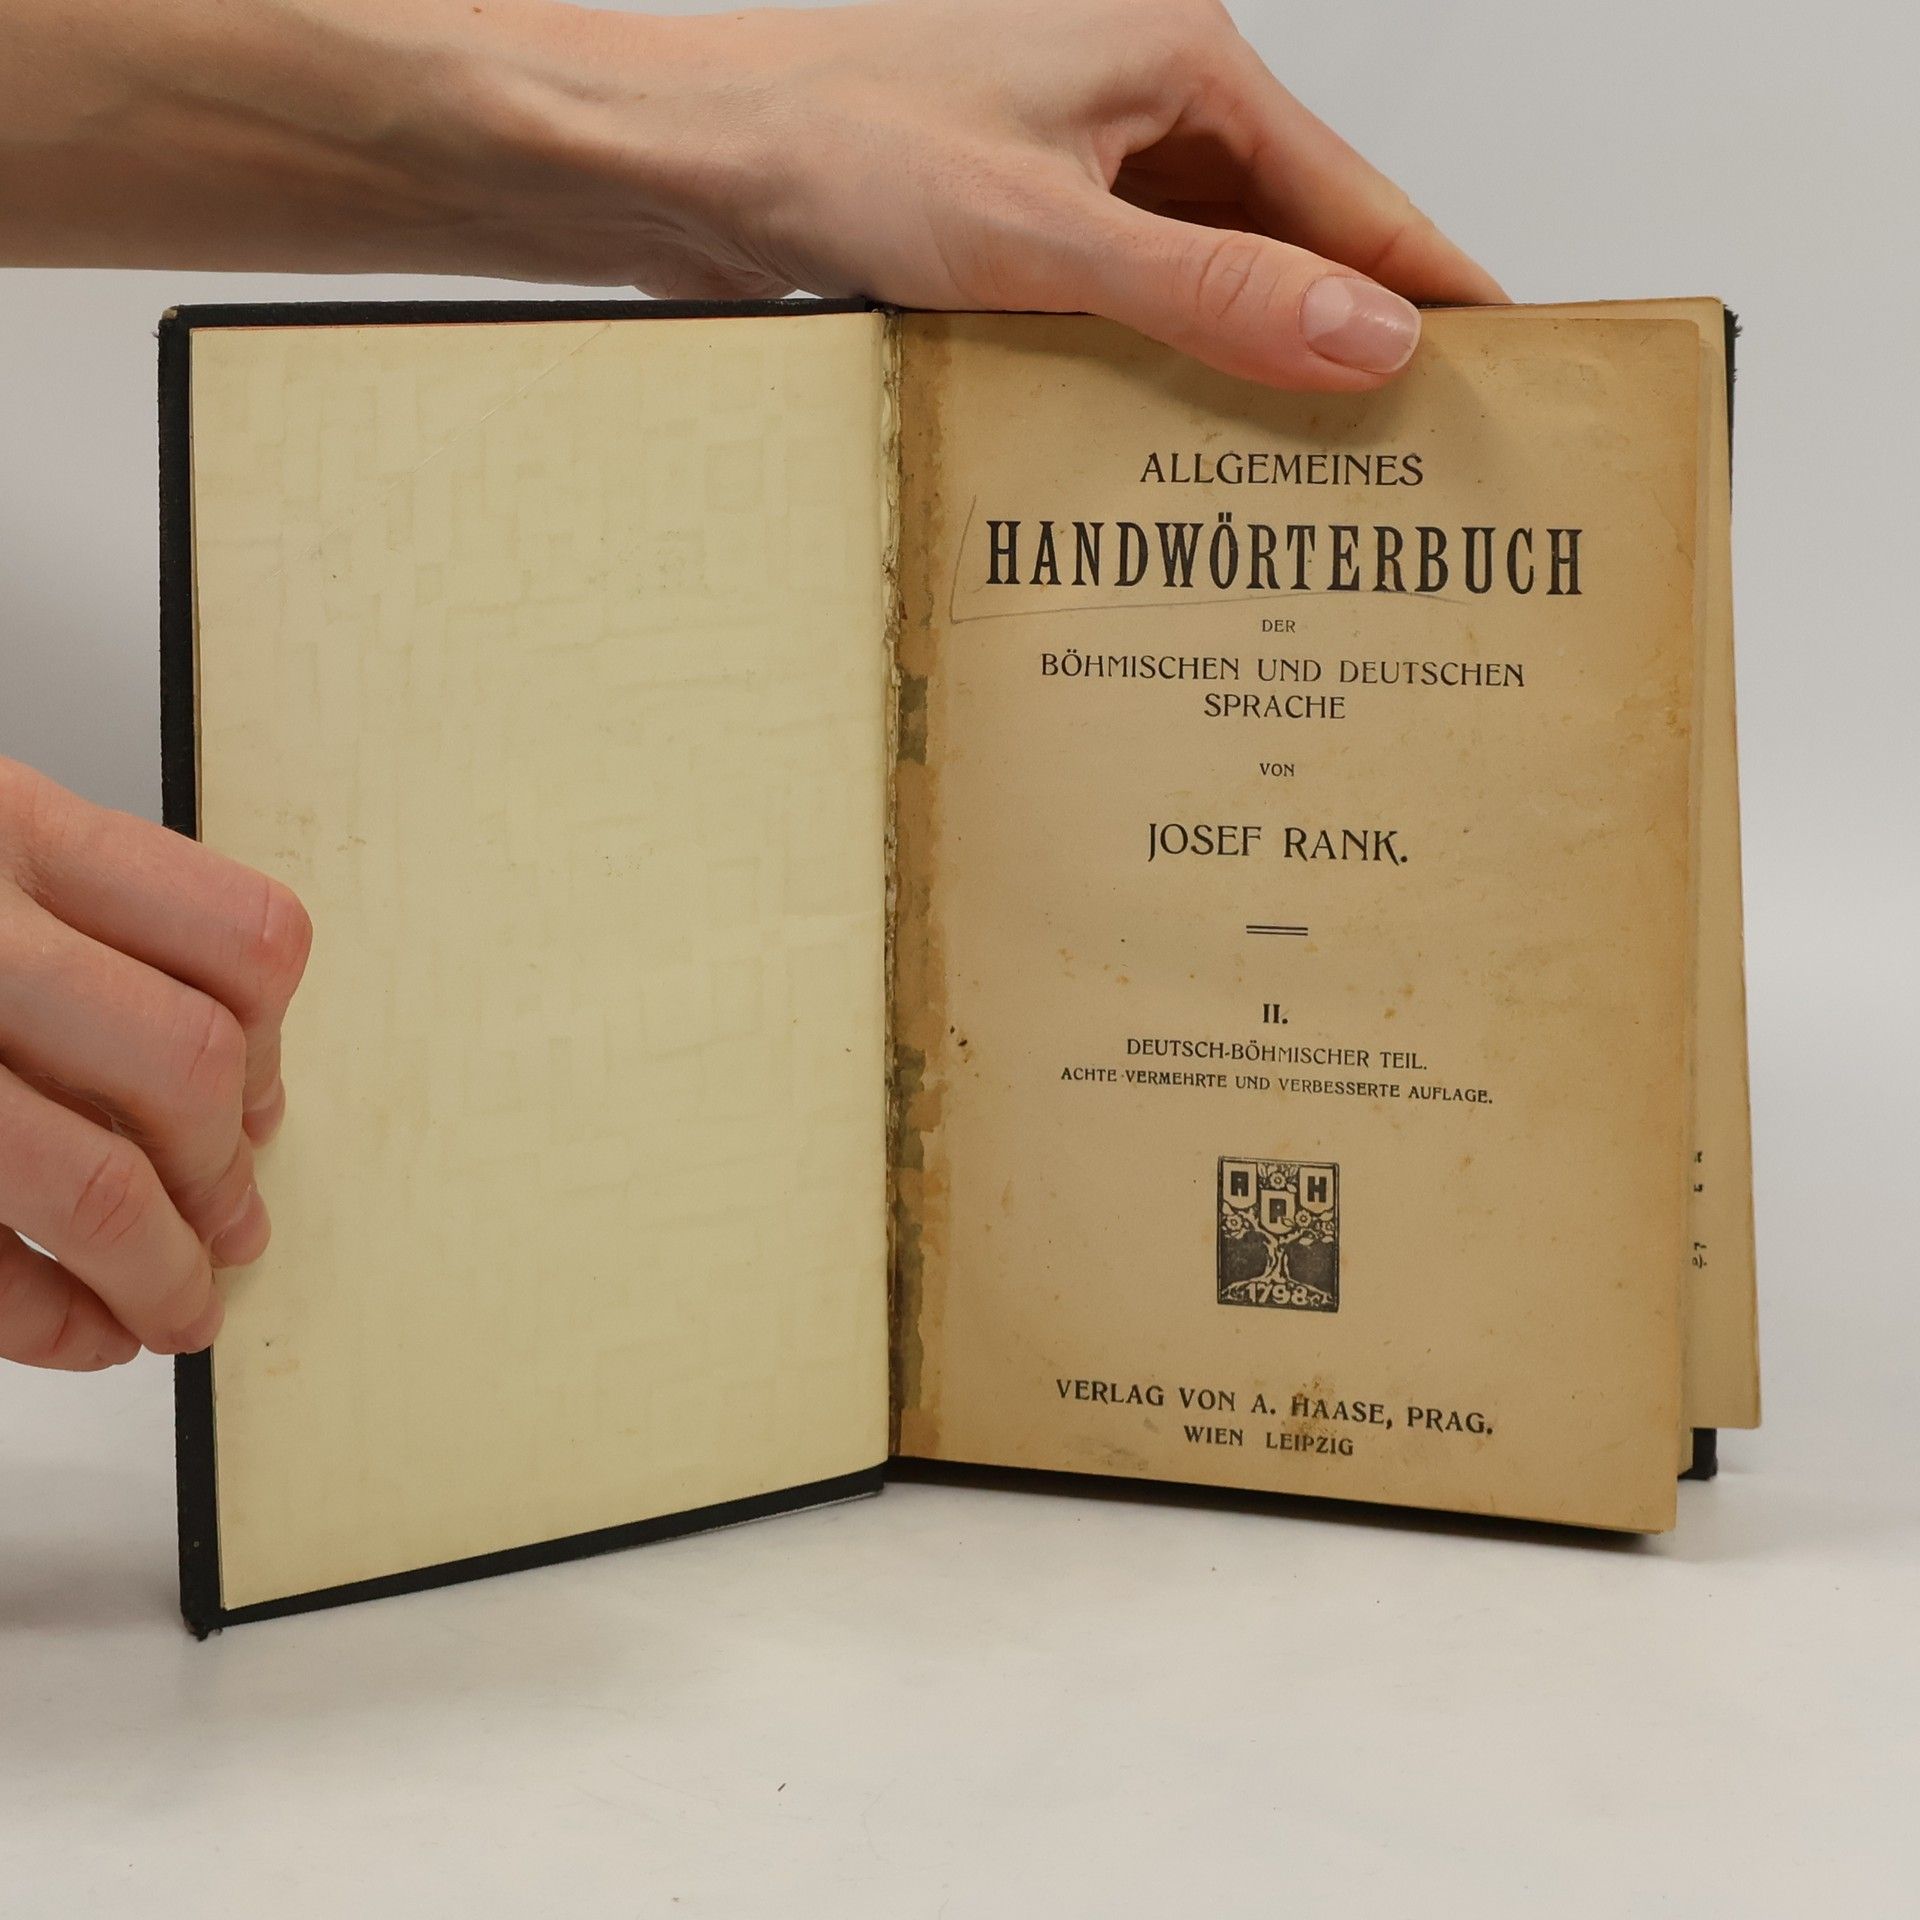 ALLGEMEINES
HANDWÖRTERBUCH
DER
BÖHMISCHEN UND DEUTSCHEN
SPRACHE
VON
JOSEF RANK.
II.
DEUTSCH-BÖHMISCHER TEIL.
ACHTE VERMEHRTE UND VERBESSERTE AUFLAGE.
A H
A
1798
VERLAG VON A. HAASE, PRAG.
WIEN LEIPZIG